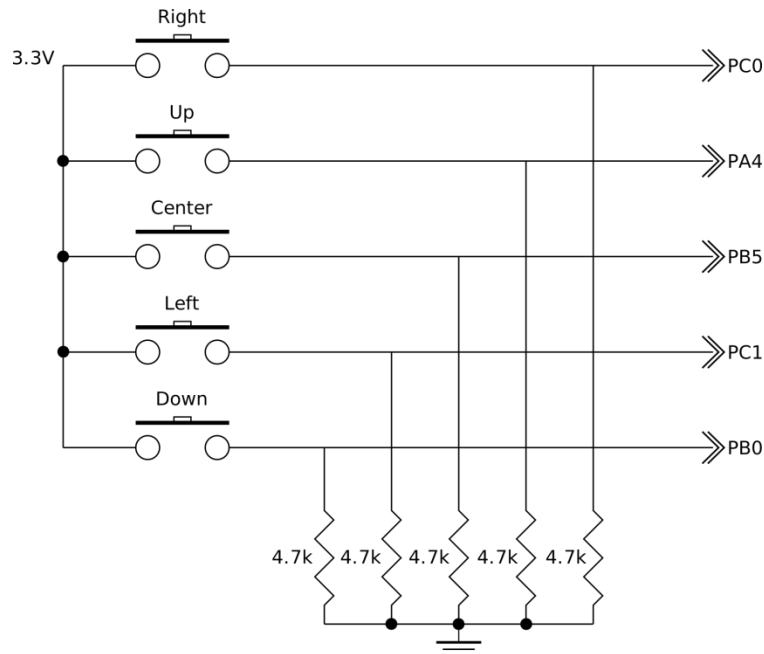 Right
3.3V
PC0
Up
PA4
Center
PB5
Left
PC1
Down
PB0
4.7k 4.7k 4.7k 4.7k 4.7k